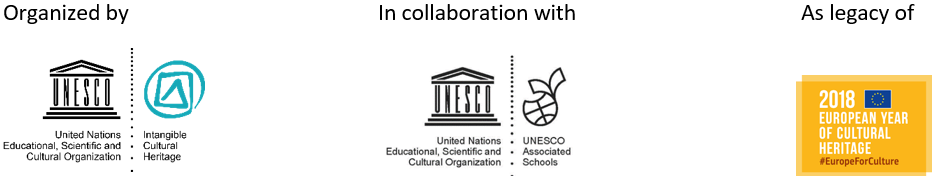 Organized by
In collaboration with
As legacy of
UNESCO
United Nations
Educational, Scientific and
Cultural Organization
Intangible
Cultural
Heritage
UNESCO
United Nations
Educational, Scientific and
Cultural Organization
UNESCO
Associated
Schools
2018
EUROPEAN YEAR
OF CULTURAL
HERITAGE
#EuropeForCulture